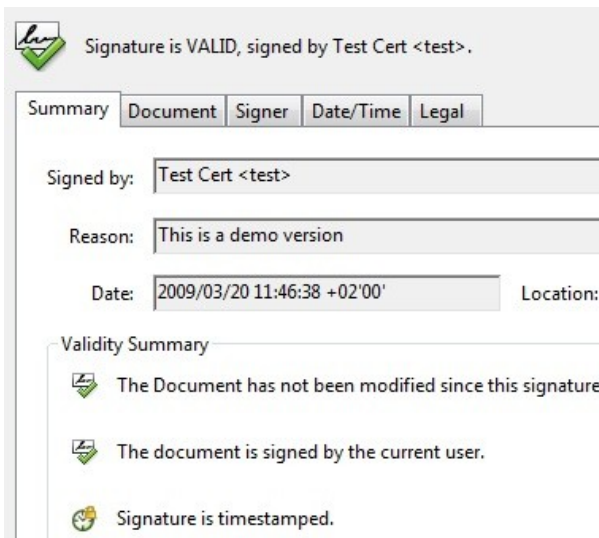 Signature is VALID, signed by Test Cert <test>.
Summary Document Signer Date/Time Legal
Signed by: Test Cert <test>
Reason: This is a demo version
Date: 2009/03/20 11:46:38 +02'00' Location:
Validity Summary
The Document has not been modified since this signature
The document is signed by the current user.
Signature is timestamped.